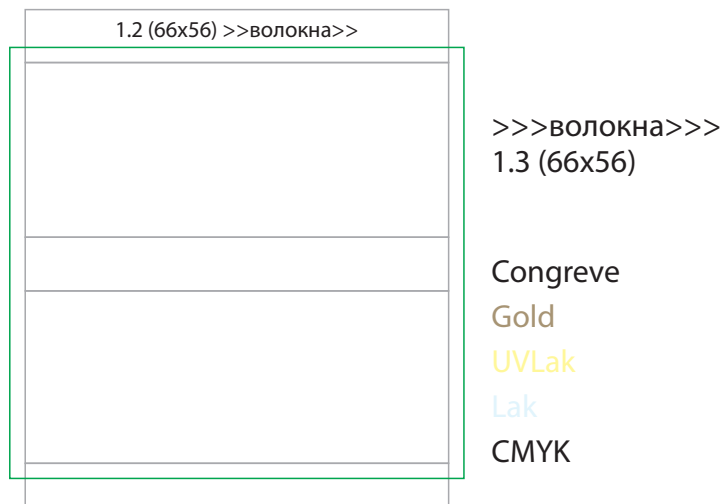 1.2 (66x56) >>волокна>>
>>>волокна>>>
1.3 (66x56)
Congreve
Gold
UVLak
Lak
CMYK